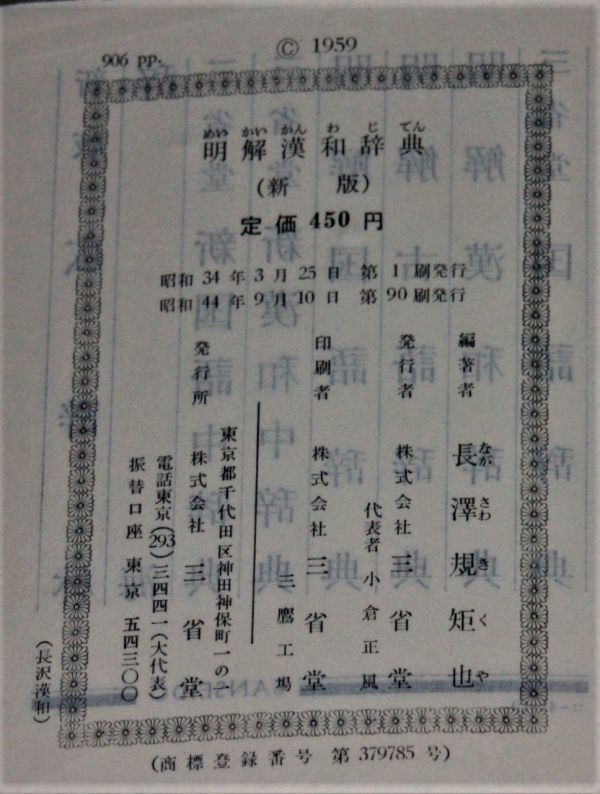 906 pp.
© 1959
めい かい かん わ じ てん
明解漢和辞典
(新 版)
定価 450 円
昭和 34 年 3 月 25 日 第 1 刷発行
昭和 44 年 9 月 10 日 第 90 刷発行
編著者 長澤規矩也
なが さわ き く や
発行者 株式会社 三省堂
代表者 小倉正風
印刷者 株式会社 三省堂
三鷹工場
東京都千代田区神田神保町一の一
発行所 株式会社 三省堂
電話東京(293)三四四一(大代表)
振替口座 東京 五四三〇〇
(長沢漢和)
(商標登録番号 第 379785 号)